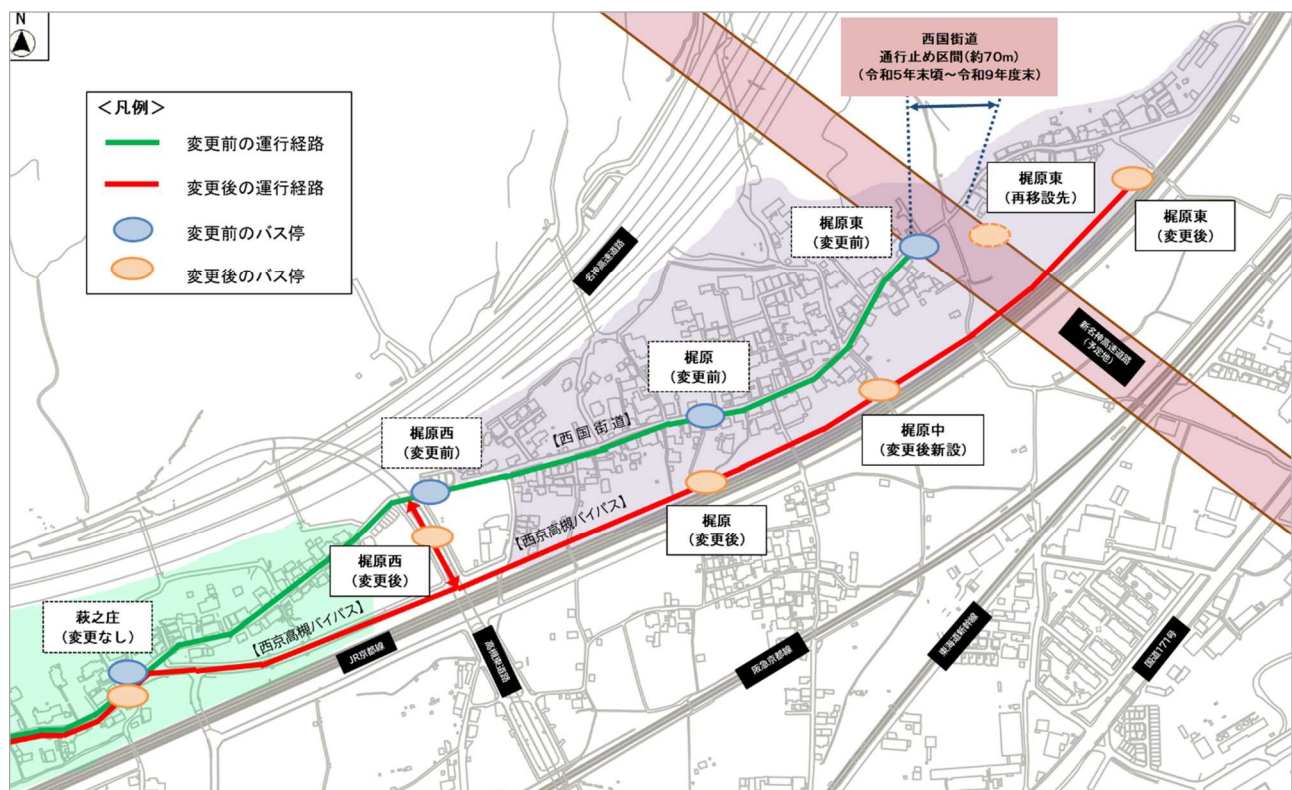 N
<凡例>
変更前の運行経路
変更後の運行経路
変更前のバス停
変更後のバス停
西国街道
通行止め区間(約70m)
(令和5年末頃~令和9年度末)
名神高速道路
梶原東
(変更前)
梶原東
(再移設先)
梶原東
(変更後)
新名神高速道路
(予定地)
梶原
(変更前)
梶原西
(変更前)
【西国街道】
梶原中
(変更後新設)
梶原
(変更後)
【西京高槻バイパス】
梶原西
(変更後)
萩之庄
(変更なし)
【西京高槻バイパス】
JR京都線
高槻東道路
阪急京都線
東海道新幹線
国道171号